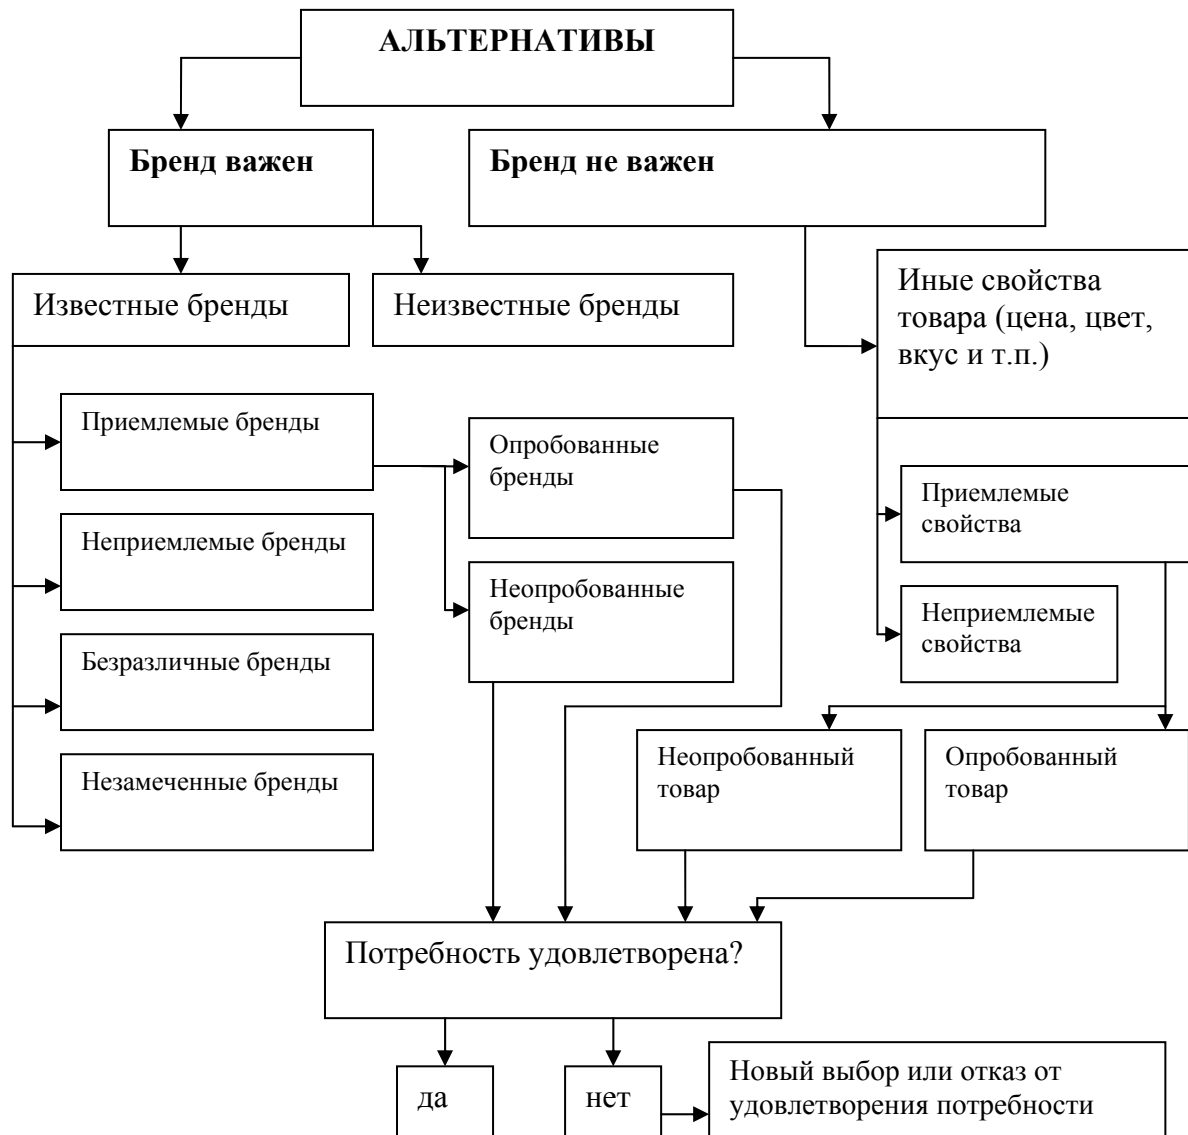 АЛЬТЕРНАТИВЫ
Бренд важен
Бренд не важен
Известные бренды
Неизвестные бренды
Иные свойства
товара (цена, цвет,
вкус и т.п.)
Приемлемые бренды
Опробованные
бренды
Приемлемые
свойства
Неприемлемые бренды
Неопробованные
бренды
Неприемлемые
свойства
Безразличные бренды
Незамеченные бренды
Неопробованный
товар
Опробованный
товар
Потребность удовлетворена?
да
нет
Новый выбор или отказ от
удовлетворения потребности